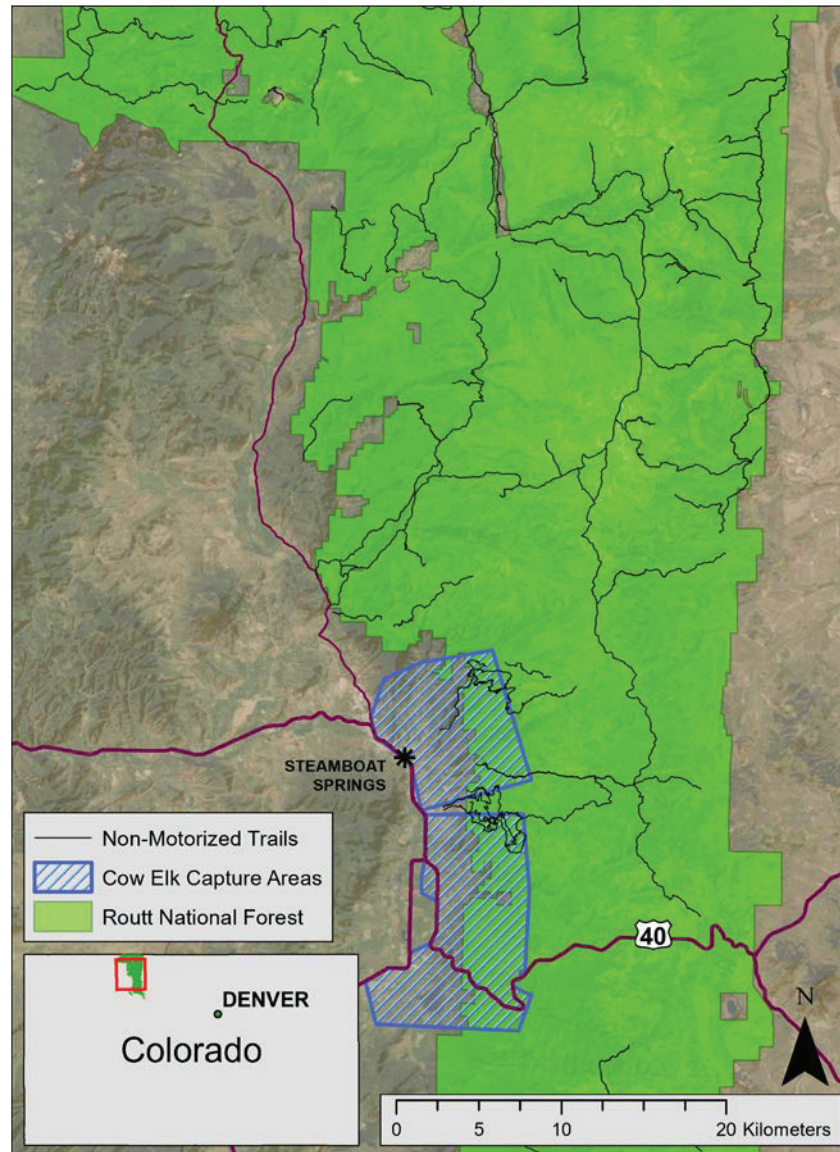 STEAMBOAT
SPRINGS
Non-Motorized Trails
Cow Elk Capture Areas
Routt National Forest
40
N
DENVER
Colorado
0 5 10 20 Kilometers